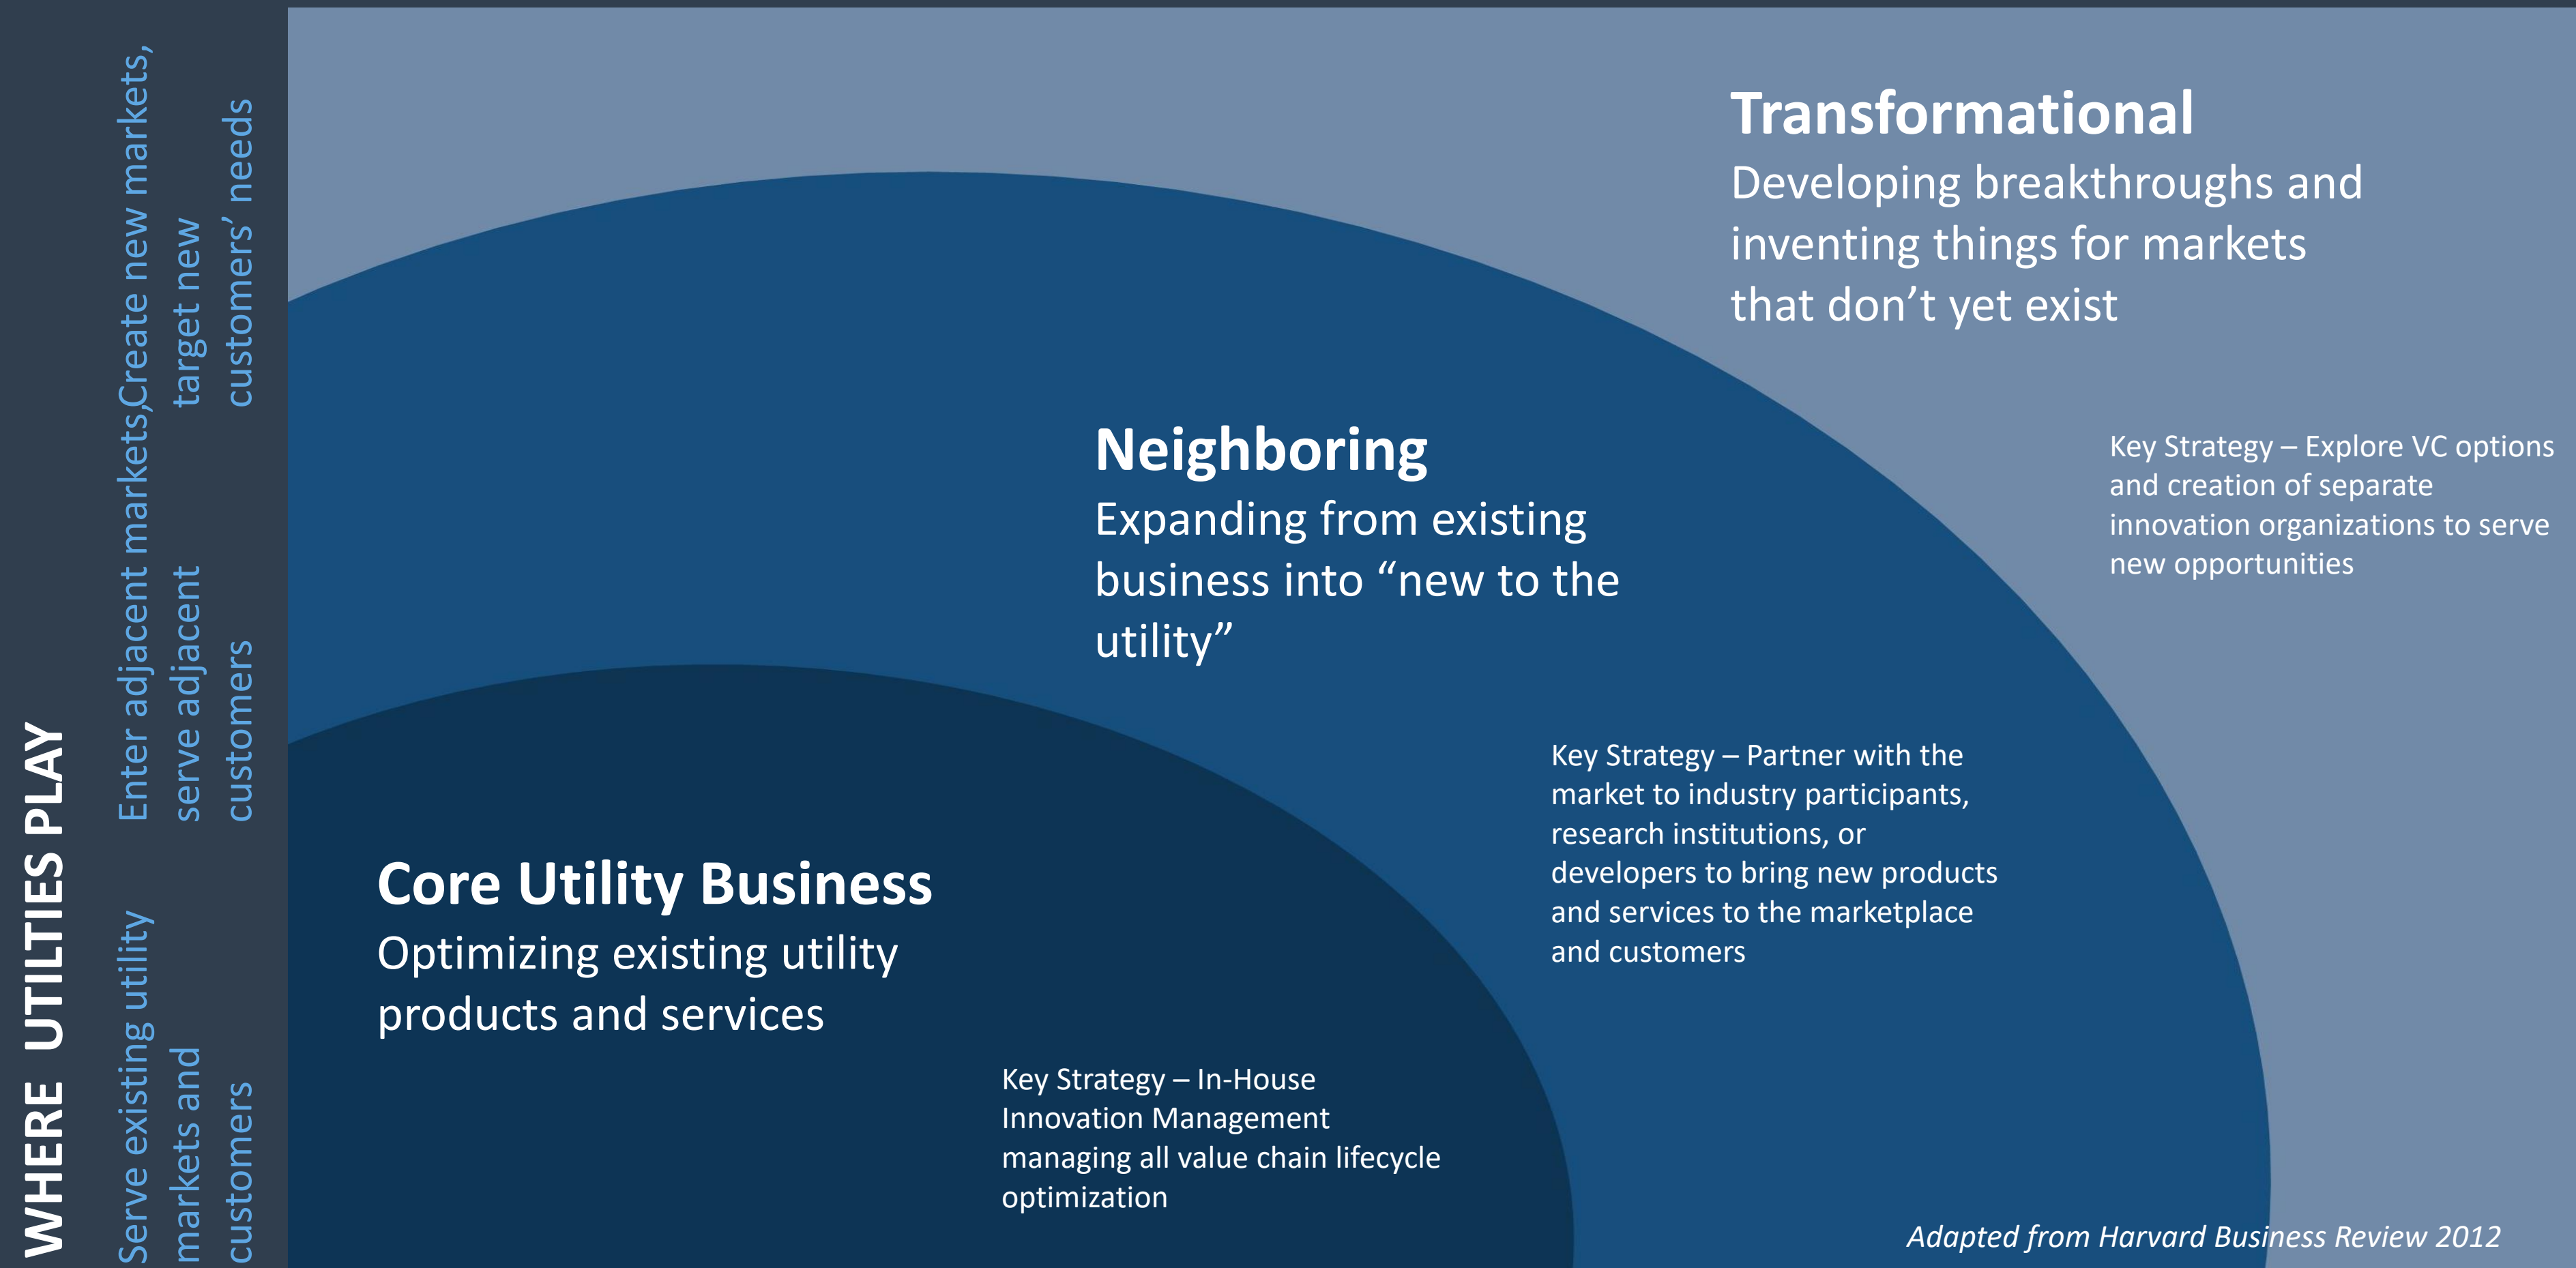 WHERE  UTILITIES PLAY
Create new markets,
target new
customers’ needs
Enter adjacent markets,
serve adjacent
customers
Serve existing utility
markets and
customers
Transformational
Developing breakthroughs and
inventing things for markets
that don’t yet exist
Key Strategy – Explore VC options
and creation of separate
innovation organizations to serve
new opportunities
Neighboring
Expanding from existing
business into “new to the
utility”
Key Strategy – Partner with the
market to industry participants,
research institutions, or
developers to bring new products
and services to the marketplace
and customers
Core Utility Business
Optimizing existing utility
products and services
Key Strategy – In-House
Innovation Management
managing all value chain lifecycle
optimization
Adapted from Harvard Business Review 2012